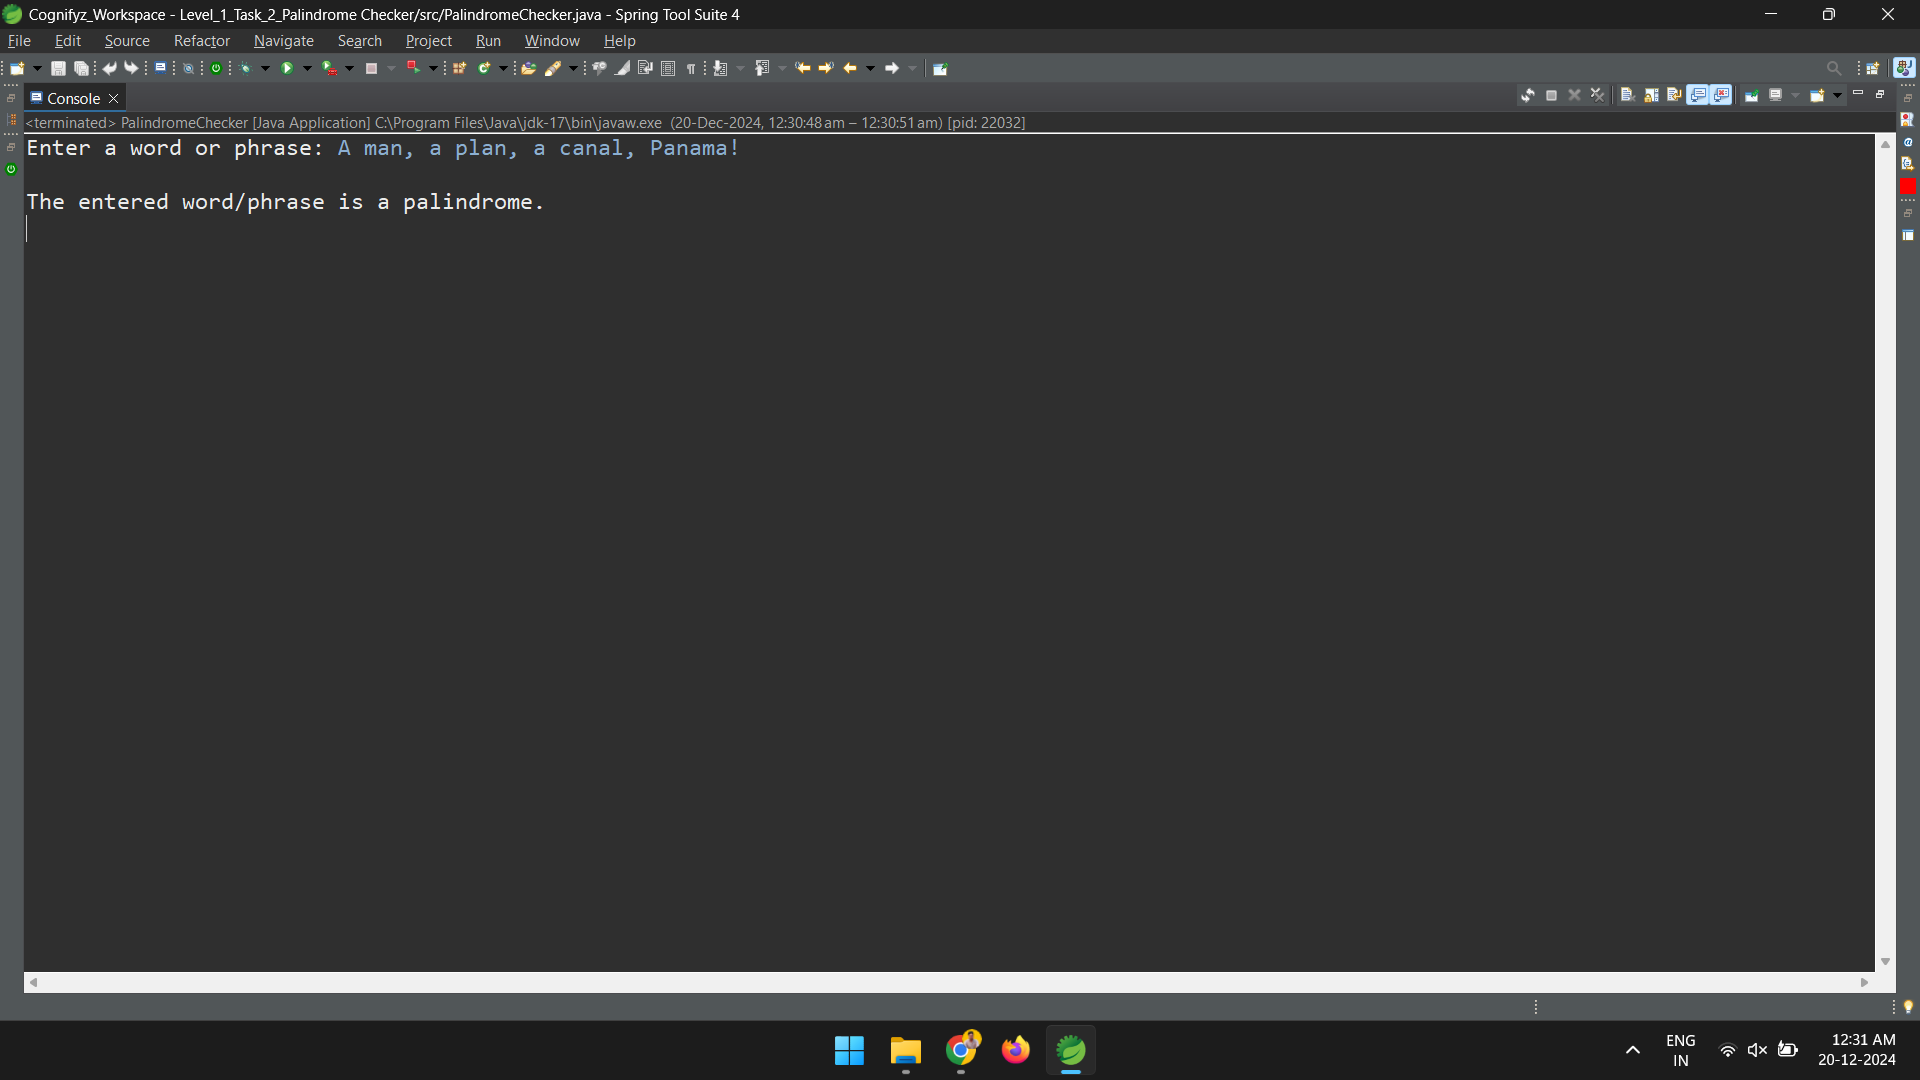 Cognifyz_Workspace - Level_1_Task_2_Palindrome Checker/src/PalindromeChecker.java - Spring Tool Suite 4
File Edit Source Refactor Navigate Search Project Run Window Help
Console
<terminated> PalindromeChecker [Java Application] C:\Program Files\Java\jdk-17\bin\javaw.exe (20-Dec-2024, 12:30:48 am – 12:30:51 am) [pid: 22032]
Enter a word or phrase: A man, a plan, a canal, Panama!
The entered word/phrase is a palindrome.
ENG
IN
12:31 AM
20-12-2024